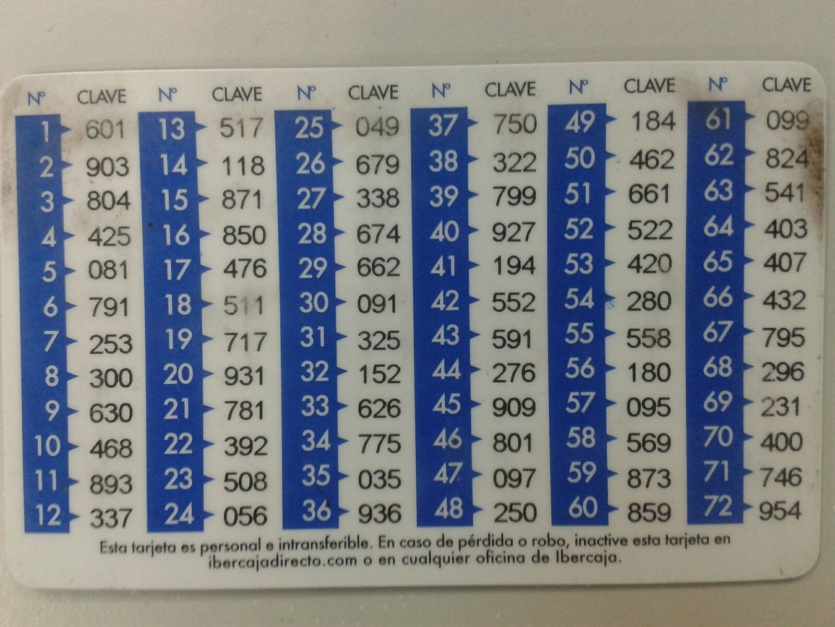 Nº CLAVE Nº CLAVE Nº CLAVE Nº CLAVE Nº CLAVE Nº CLAVE
1 601 13 517 25 049 37 750 49 184 61 099
2 903 14 118 26 679 38 322 50 462 62 824
3 804 15 871 27 338 39 799 51 661 63 541
4 425 16 850 28 674 40 927 52 522 64 403
5 081 17 476 29 662 41 194 53 420 65 407
6 791 18 511 30 091 42 552 54 280 66 432
7 253 19 717 31 325 43 591 55 558 67 795
8 300 20 931 32 152 44 276 56 180 68 296
9 630 21 781 33 626 45 909 57 095 69 231
10 468 22 392 34 775 46 801 58 569 70 400
11 893 23 508 35 035 47 097 59 873 71 746
12 337 24 056 36 936 48 250 60 859 72 954
Esta tarjeta es personal e intransferible. En caso de pérdida o robo, inactive esta tarjeta en
ibercajadirecto.com o en cualquier oficina de Ibercaja.